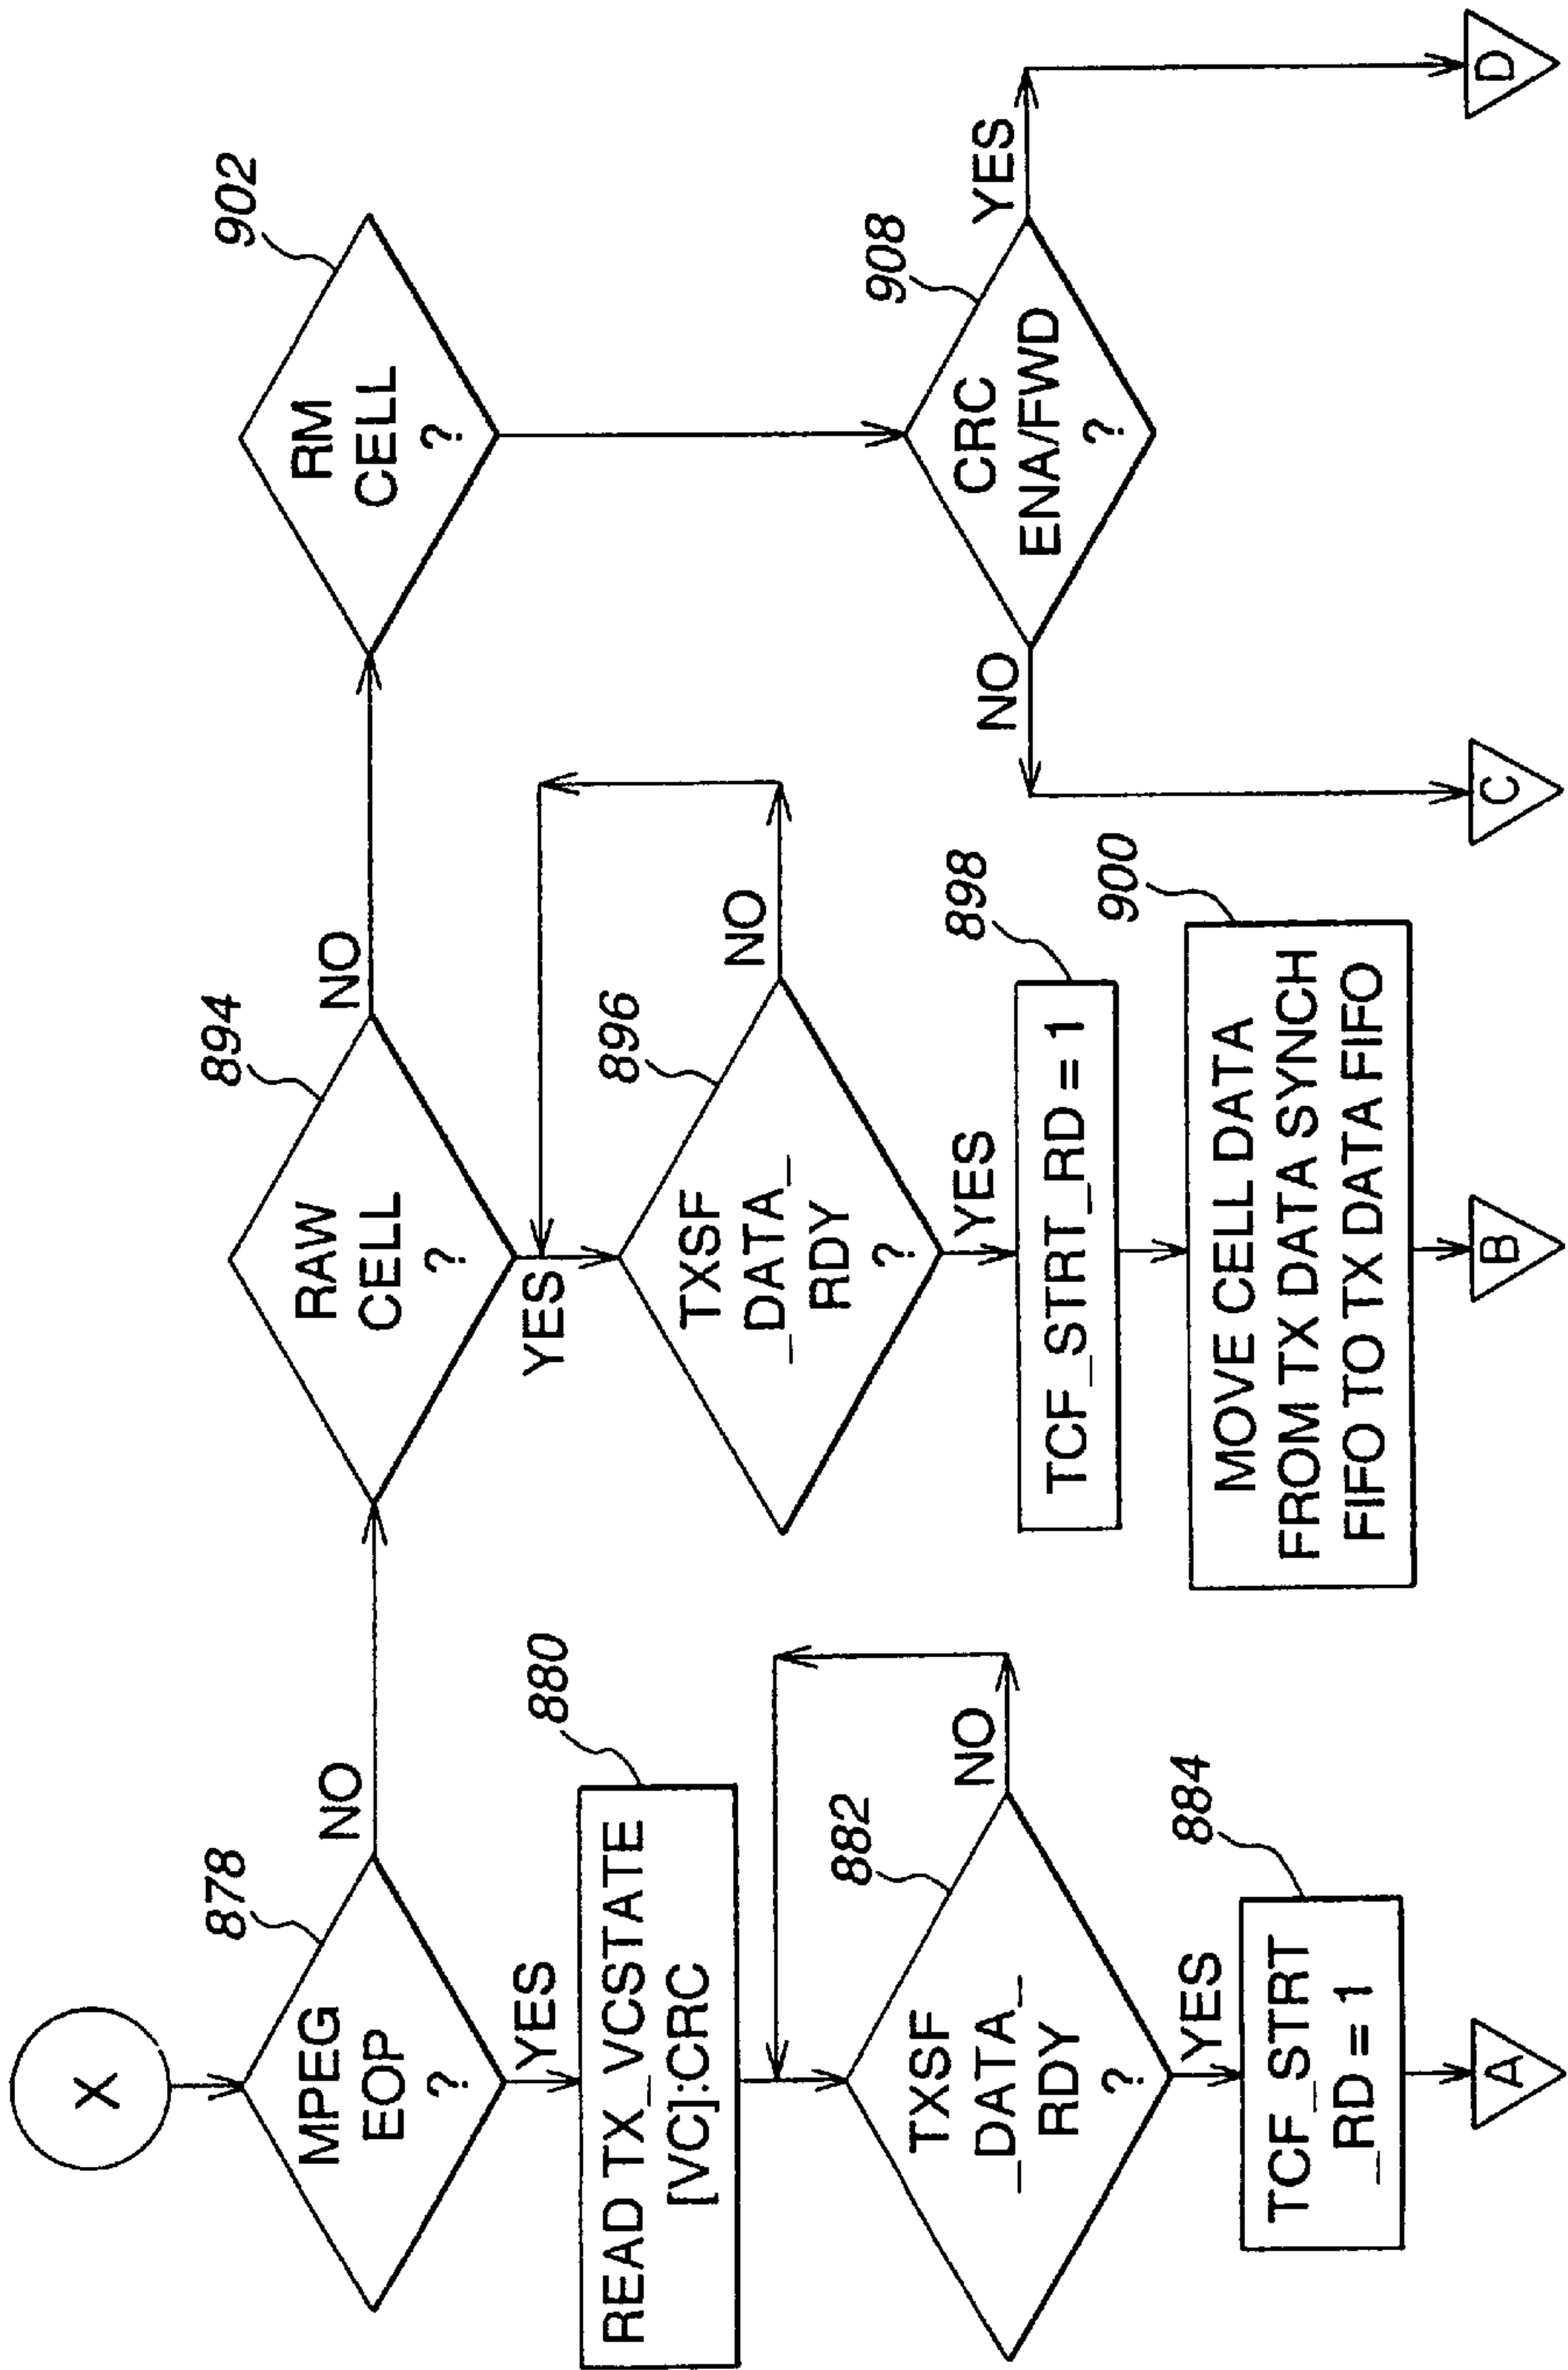 X
878
MPEG
EOP
?
NO
YES
880
READ TX_VCSTATE
[VC]:CRC
882
TXSF
_DATA_
RDY
?
NO
YES
884
TCF_STRT
_RD = 1
A
894
RAW
CELL
?
NO
YES
896
TXSF
_DATA_
RDY
?
NO
YES
898
TCF_STRT_RD = 1
900
MOVE CELL DATA
FROM TX DATA SYNCH
FIFO TO TX DATA FIFO
B
902
RM
CELL
?
908
CRC
ENA/FWD
?
NO
YES
C
D